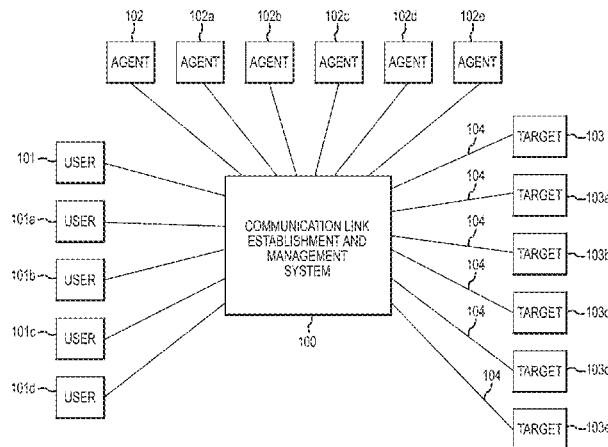 102 102a 102b 102c 102d 102e
AGENT AGENT AGENT AGENT AGENT AGENT
104 TARGET 103
101 USER
104 TARGET 103a
101a USER
COMMUNICATION LINK
ESTABLISHMENT AND
MANAGEMENT
SYSTEM
104 TARGET 103b
101b USER
104 TARGET 103c
101c USER
100
104 TARGET 103d
101d USER
104 TARGET 103e